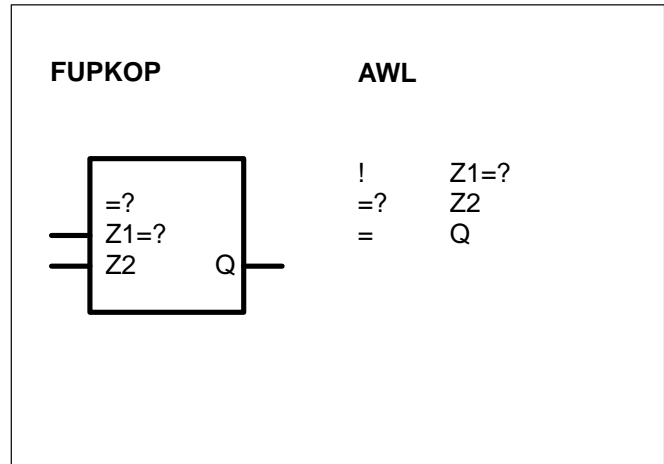 FUPKOP AWL
=?
Z1=?
Z2 Q
! Z1=?
=? Z2
= Q